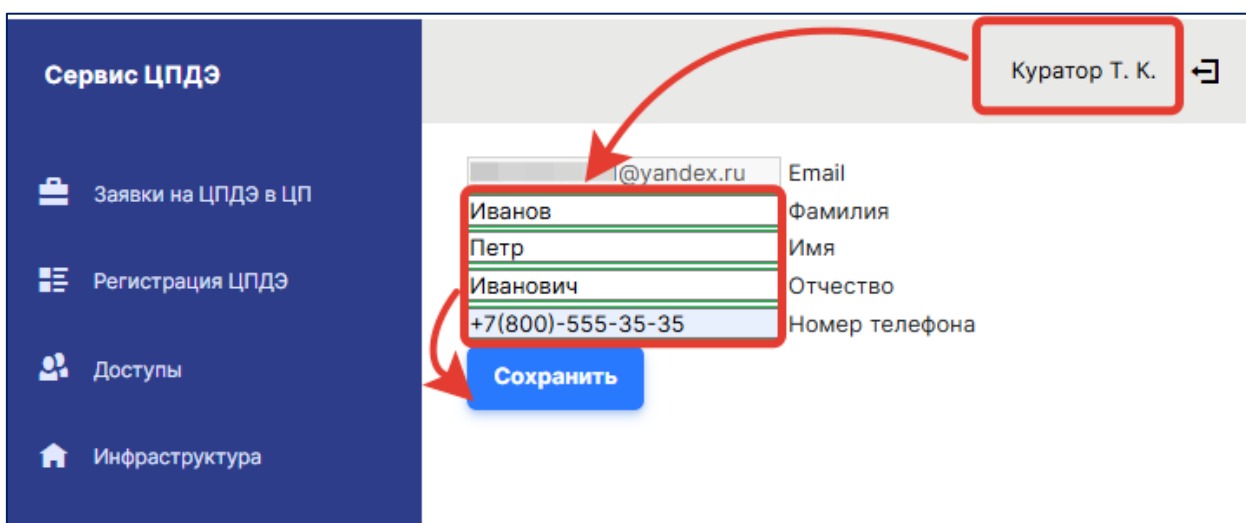 Сервис ЦПДЭ
Куратор Т. К.
@yandex.ru Email
Заявки на ЦПДЭ в ЦП
Иванов Фамилия
Петр Имя
Регистрация ЦПДЭ
Иванович Отчество
+7(800)-555-35-35 Номер телефона
Доступы
Сохранить
Инфраструктура